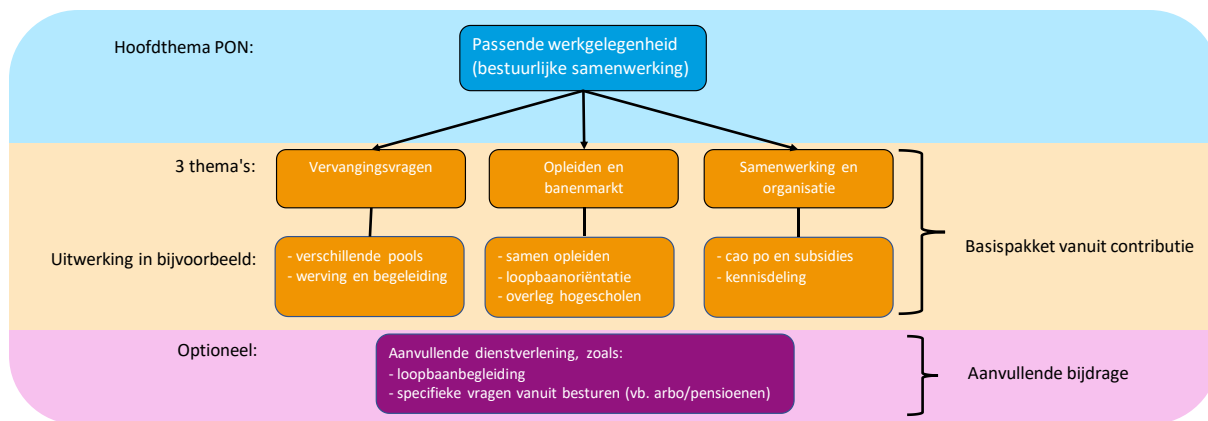 Hoofdthema PON:
Passende werkgelegenheid
(bestuurlijke samenwerking)
3 thema's:
Vervangingsvragen
Opleiden en
banenmarkt
Samenwerking en
organisatie
Uitwerking in bijvoorbeeld:
- verschillende pools
- werving en begeleiding
- samen opleiden
- loopbaanoriëntatie
- overleg hogescholen
- cao po en subsidies
- kennisdeling
Basispakket vanuit contributie
Optioneel:
Aanvullende dienstverlening, zoals:
- loopbaanbegleiding
- specifieke vragen vanuit besturen (vb. arbo/pensioenen)
Aanvullende bijdrage